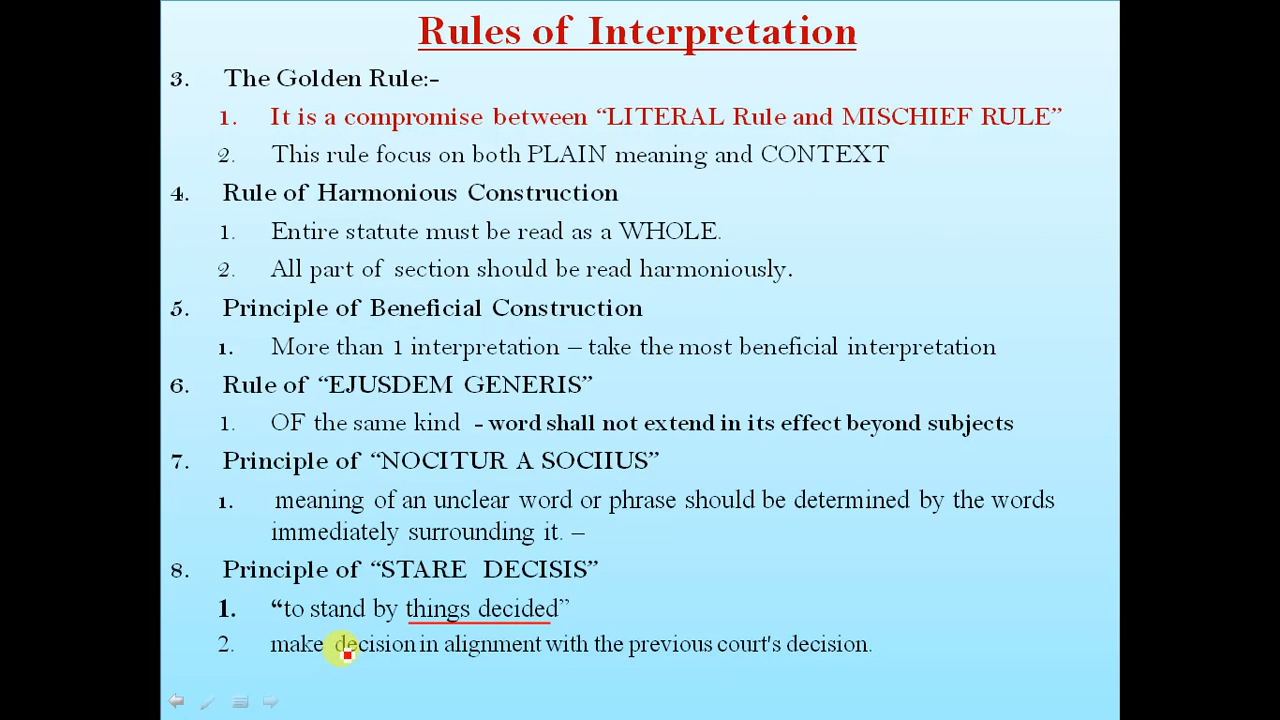 Rules of Interpretation
3. The Golden Rule:-
1. It is a compromise between “LITERAL Rule and MISCHIEF RULE”
2. This rule focus on both PLAIN meaning and CONTEXT
4. Rule of Harmonious Construction
1. Entire statute must be read as a WHOLE.
2. All part of section should be read harmoniously.
5. Principle of Beneficial Construction
1. More than 1 interpretation – take the most beneficial interpretation
6. Rule of “EJUSDEM GENERIS”
1. OF the same kind - word shall not extend in its effect beyond subjects
7. Principle of “NOCITUR A SOCIIUS”
1. meaning of an unclear word or phrase should be determined by the words
immediately surrounding it. –
8. Principle of “STARE DECISIS”
1. “to stand by things decided”
2. make decision in alignment with the previous court's decision.